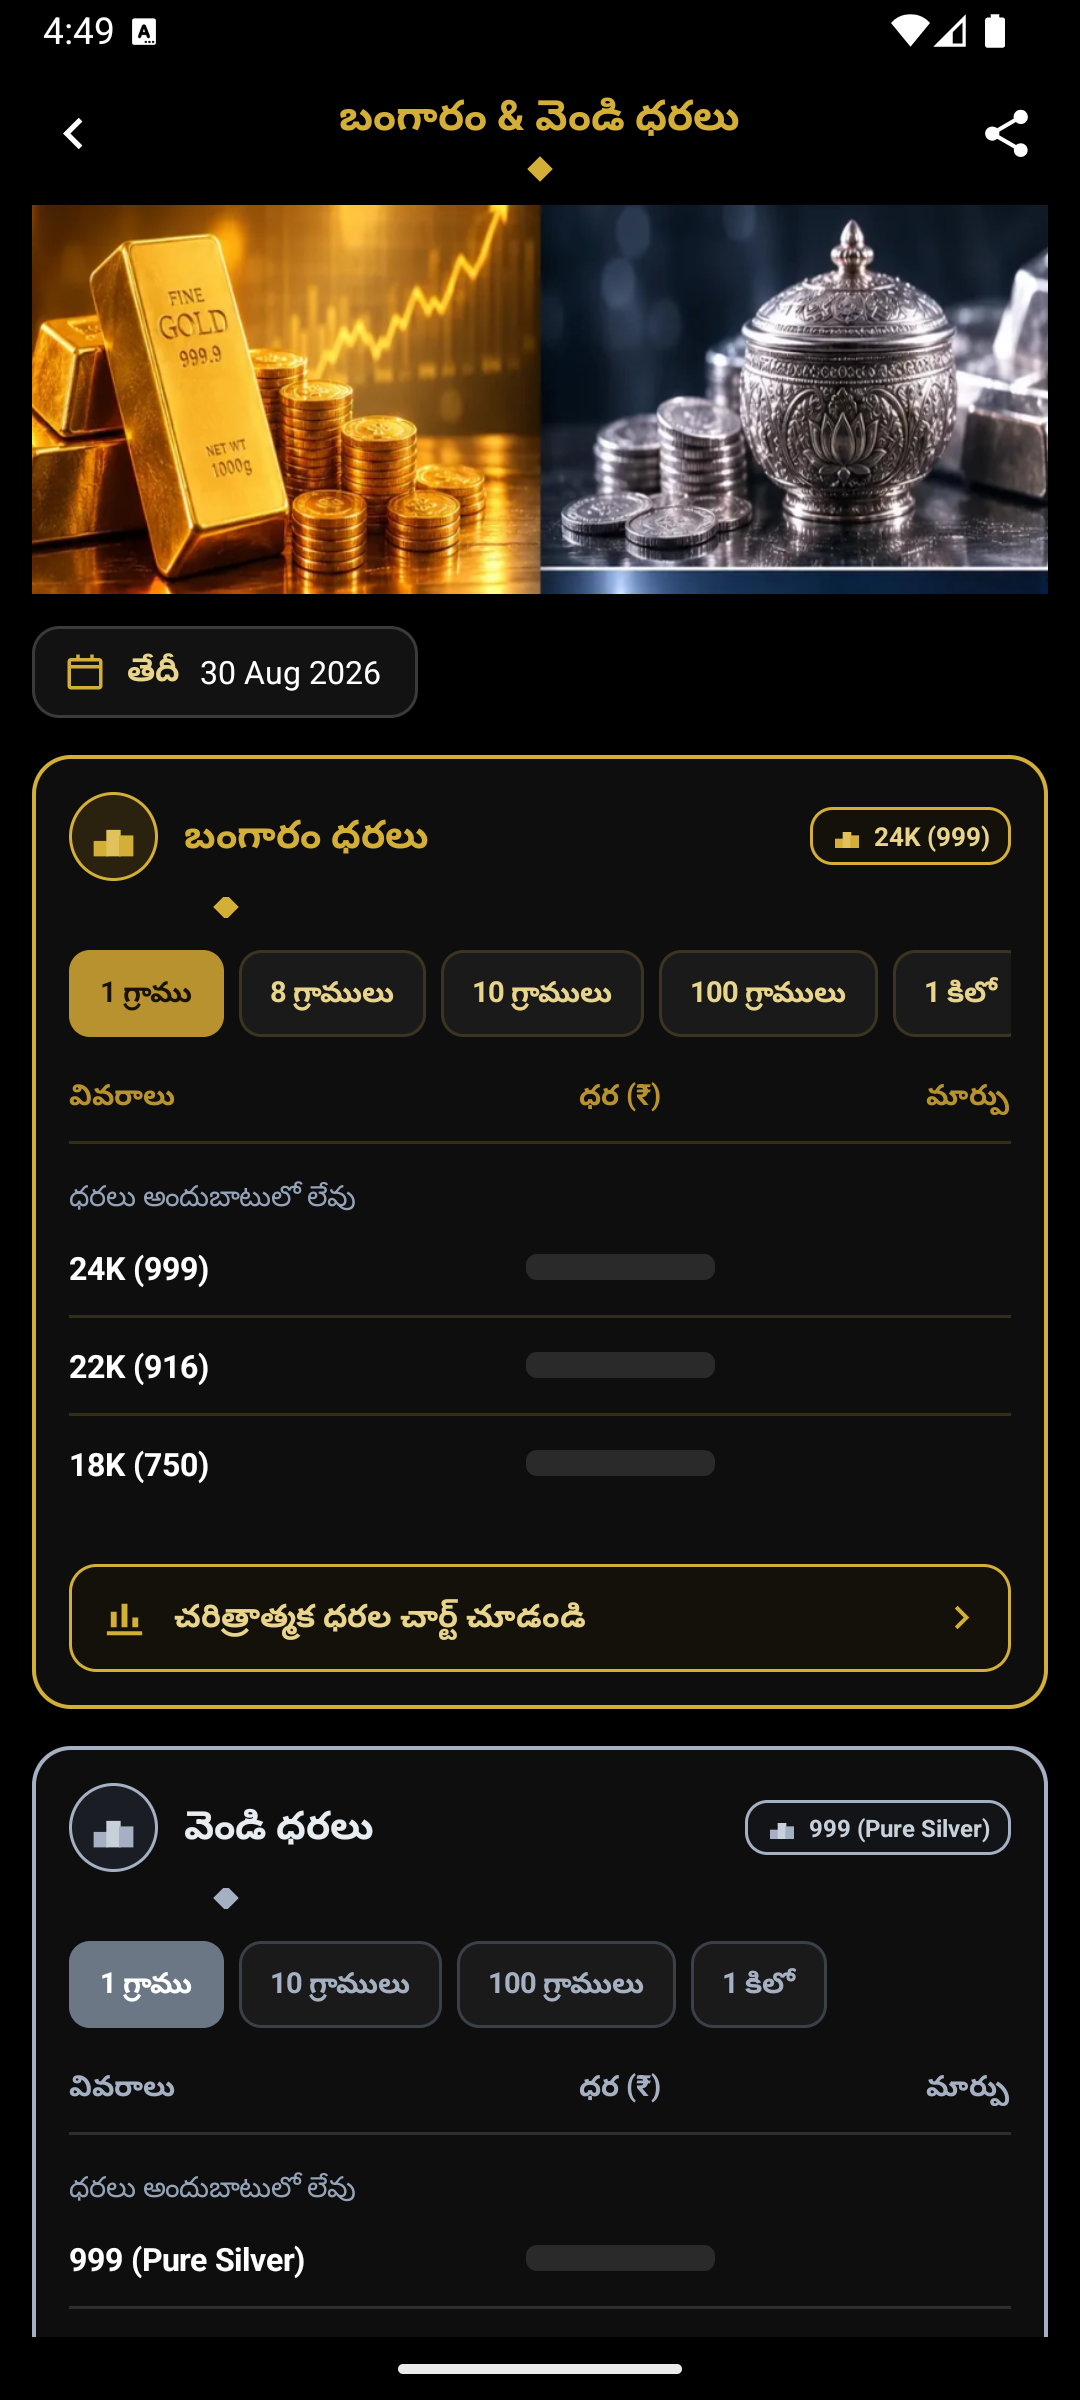 4:49
బంగారం & వెండి ధరలు
FINE
GOLD
999.9
NET WT
1000g
తేదీ 30 Aug 2026
బంగారం ధరలు
24K (999)
1 గ్రాము 8 గ్రాములు 10 గ్రాములు 100 గ్రాములు 1 కిలో
వివరాలు ధర (₹) మార్పు
ధరలు అందుబాటులో లేవు
24K (999)
22K (916)
18K (750)
చరిత్రాత్మక ధరల చార్ట్ చూడండి
వెండి ధరలు
999 (Pure Silver)
1 గ్రాము 10 గ్రాములు 100 గ్రాములు 1 కిలో
వివరాలు ధర (₹) మార్పు
ధరలు అందుబాటులో లేవు
999 (Pure Silver)